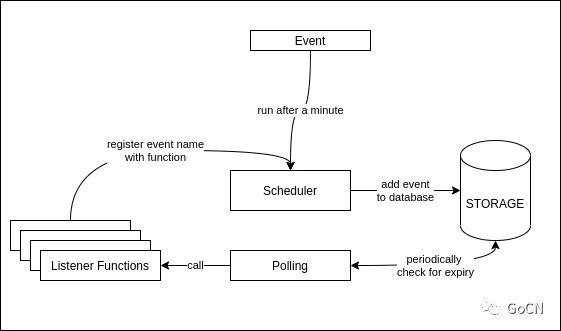 Event
run after a minute
register event name
with function
Scheduler
add event
to database
STORAGE
Listener Functions
call
Polling
periodically
check for expiry
GoCN